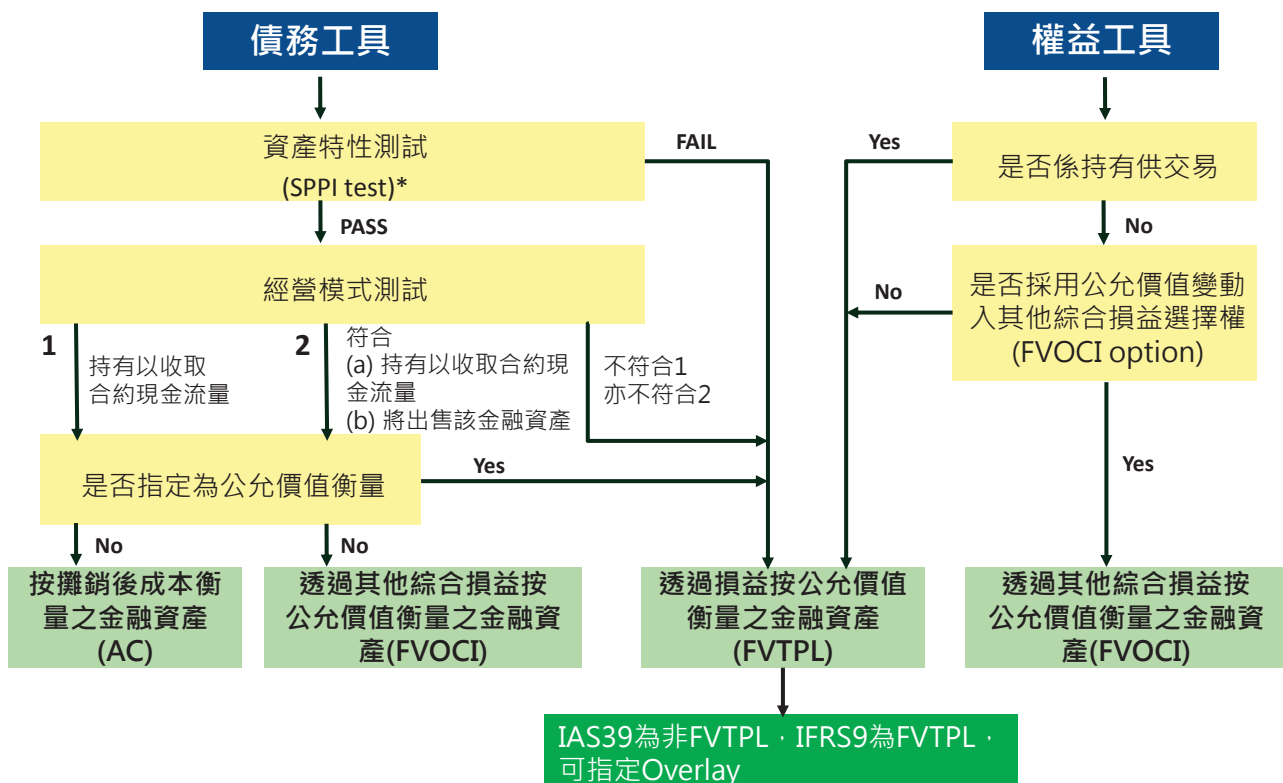 債務工具
權益工具
資產特性測試
(SPPI test)*
FAIL
Yes
是否係持有供交易
PASS
No
經營模式測試
No
是否採用公允價值變動
入其他綜合損益選擇權
(FVOCI option)
1
持有以收取
合約現金流量
2
符合
(a) 持有以收取合約現
金流量
(b) 將出售該金融資產
不符合1
亦不符合2
是否指定為公允價值衡量
Yes
Yes
No
No
按攤銷後成本衡
量之金融資產
(AC)
透過其他綜合損益按
公允價值衡量之金融資
產(FVOCI)
透過損益按公允價值
衡量之金融資產
(FVTPL)
透過其他綜合損益按
公允價值衡量之金融資
產(FVOCI)
IAS39為非FVTPL，IFRS9為FVTPL，
可指定Overlay